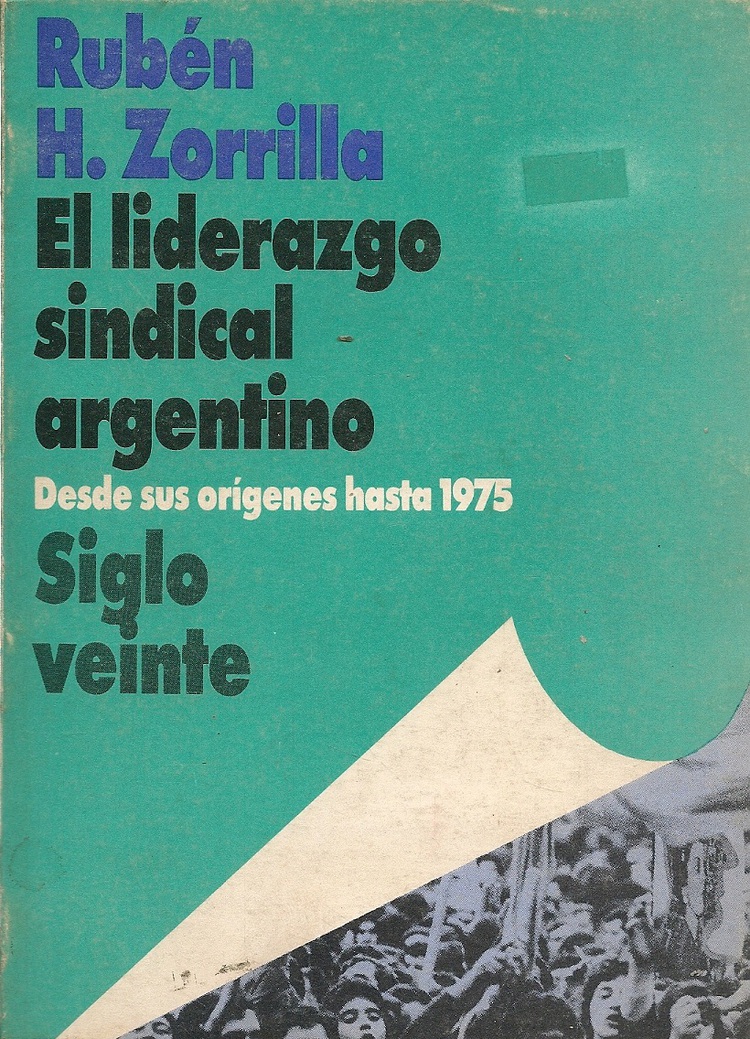 Rubén
H. Zorrilla
El liderazgo
sindical
argentino
Desde sus orígenes hasta 1975
Siglo
veinte